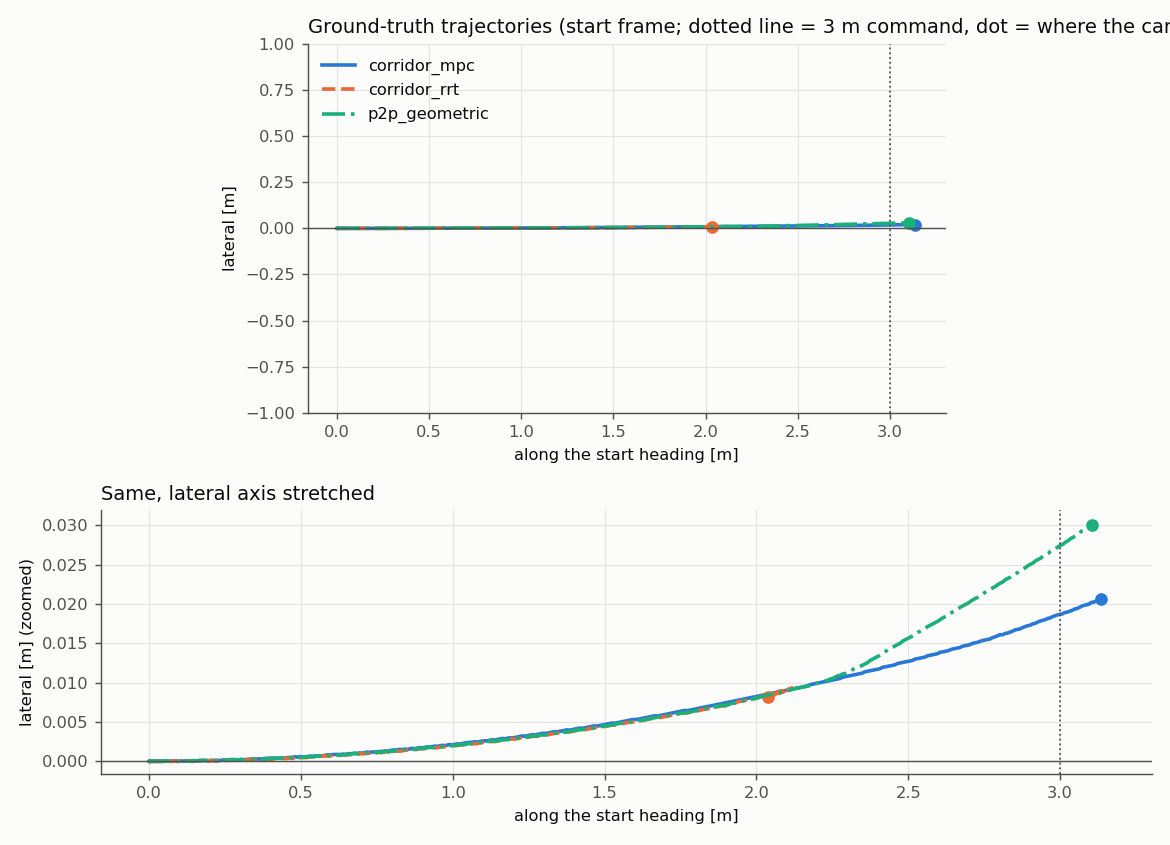 Ground-truth trajectories (start frame; dotted line = 3 m command, dot = where the car
1.00
0.75
0.50
0.25
0.00
−0.25
−0.50
−0.75
−1.00
lateral [m]
corridor_mpc
corridor_rrt
p2p_geometric
0.0 0.5 1.0 1.5 2.0 2.5 3.0
along the start heading [m]
Same, lateral axis stretched
0.030
0.025
0.020
0.015
0.010
0.005
0.000
lateral [m] (zoomed)
0.0 0.5 1.0 1.5 2.0 2.5 3.0
along the start heading [m]